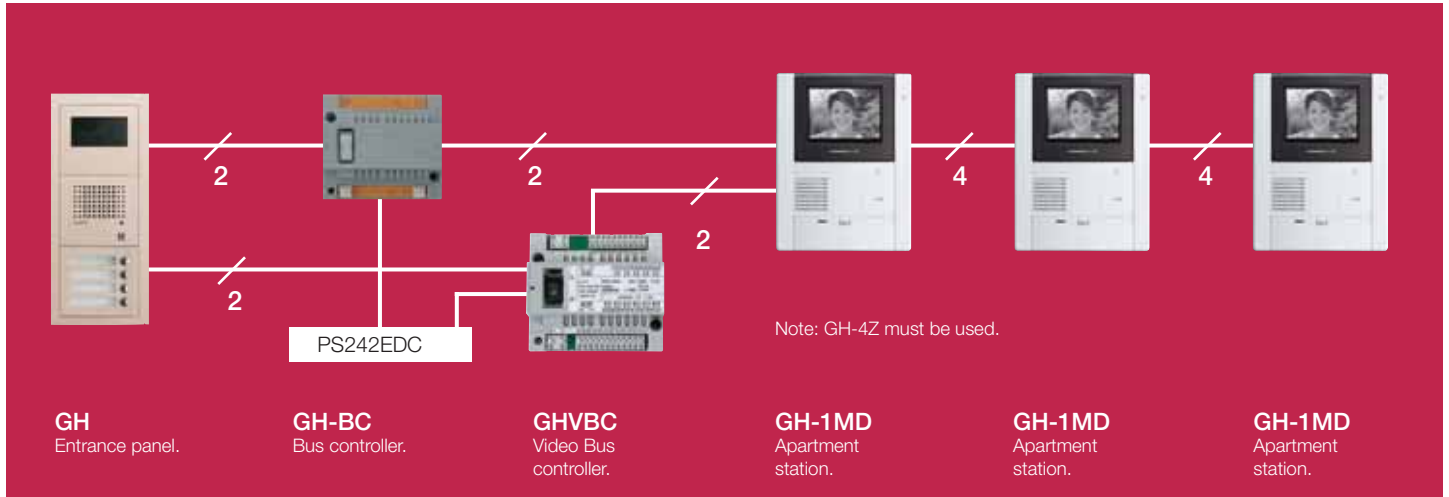 2
2
4
4
2
2
PS242EDC
Note: GH-4Z must be used.
GH
Entrance panel.
GH-BC
Bus controller.
GHVBC
Video Bus
controller.
GH-1MD
Apartment
station.
GH-1MD
Apartment
station.
GH-1MD
Apartment
station.